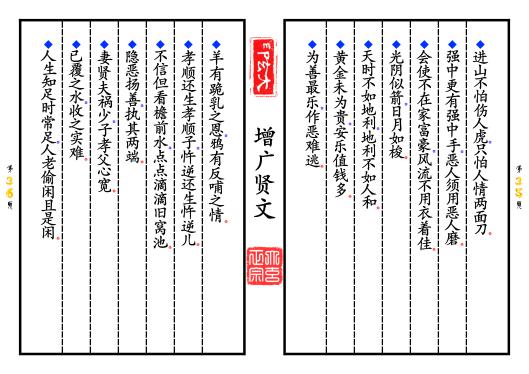 进山不怕伤人虎，只怕人情两面刀。
强中更有强中手，恶人须用恶人磨。
会使不在家富豪，风流不用衣着佳。
光阴似箭，日月如梭。
天时不如地利，地利不如人和。
黄金未为贵，安乐值钱多。
为善最乐，作恶难逃。
增广贤文
羊有跪乳之恩，鸦有反哺之情。
孝顺还生孝顺子，忤逆还生忤逆儿。
不信但看檐前水，点点滴滴旧窝池。
隐恶扬善，执其两端。
妻贤夫祸少，子孝父心宽。
已覆之水，收之实难。
人生知足时常足，人老偷闲且是闲。